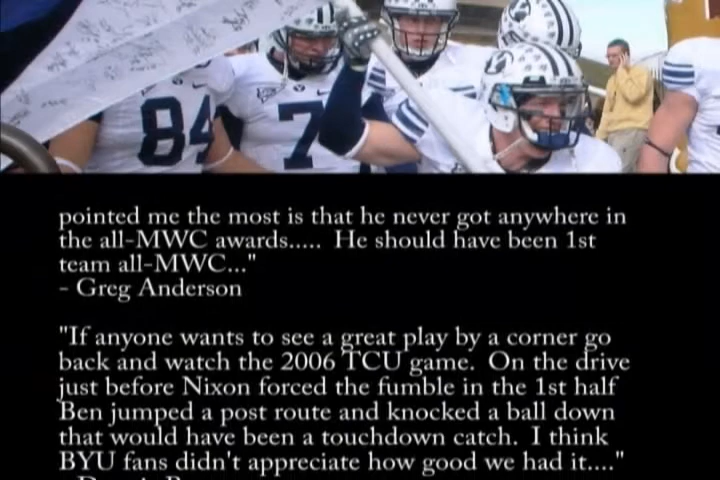 84
7
pointed me the most is that he never got anywhere in
the all-MWC awards..... He should have been 1st
team all-MWC..."
- Greg Anderson
"If anyone wants to see a great play by a corner go
back and watch the 2006 TCU game. On the drive
just before Nixon forced the fumble in the 1st half
Ben jumped a post route and knocked a ball down
that would have been a touchdown catch. I think
BYU fans didn't appreciate how good we had it...."